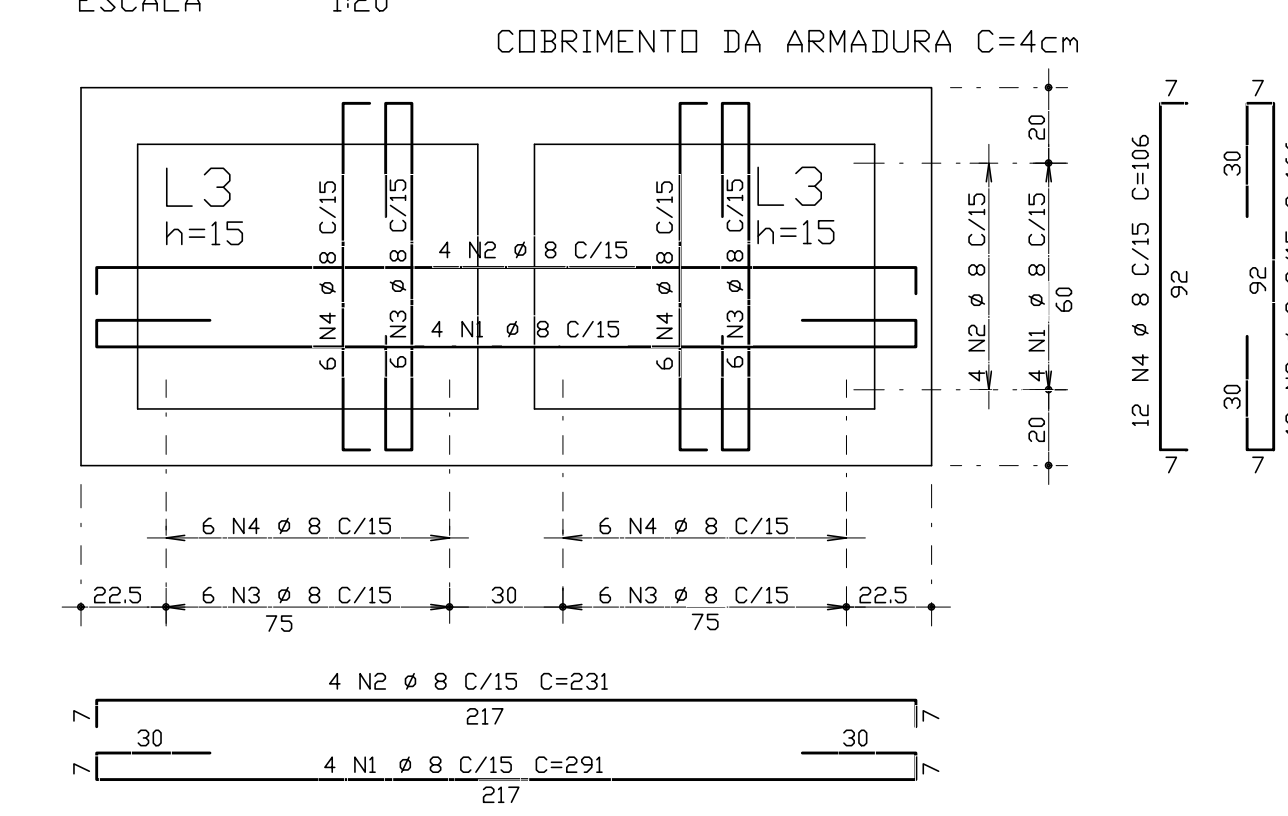 ESCALA 1:20
COBRIMENTO DA ARMADURA C=4cm
L3
h=15
L3
h=15
6 N4 ø 8 C/15
6 N3 ø 8 C/15
6 N4 ø 8 C/15
6 N3 ø 8 C/15
4 N2 ø 8 C/15
4 N1 ø 8 C/15
20
4 N2 ø 8 C/15
4 N1 ø 8 C/15
60
20
7
12 N4 ø 8 C/15 C=106
92
7
7
30
92
30
7
6 N4 ø 8 C/15
6 N4 ø 8 C/15
22.5
6 N3 ø 8 C/15
75
30
6 N3 ø 8 C/15
75
22.5
4 N2 ø 8 C/15 C=231
7
217
7
30
30
7
4 N1 ø 8 C/15 C=291
7
217